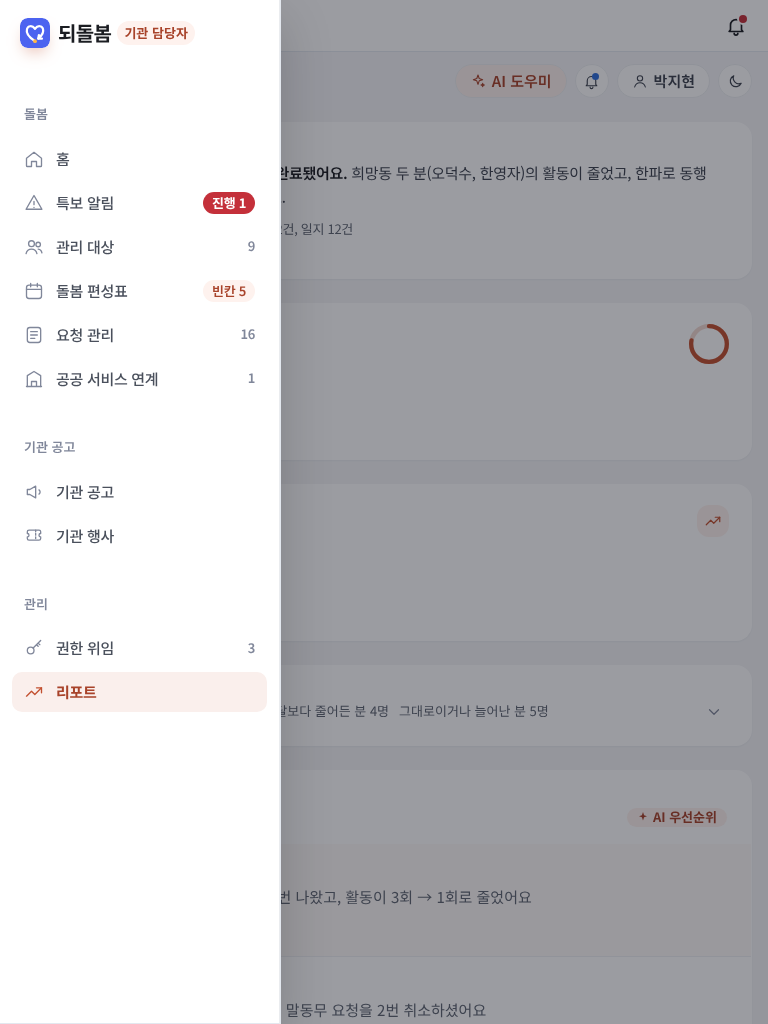 되돌봄 기관 담당자
AI 도우미
박지현
돌봄
홈
특보 알림 진행 1
관리 대상 9
돌봄 편성표 빈칸 5
요청 관리 16
공공 서비스 연계 1
기관 공고
기관 공고
기관 행사
관리
권한 위임 3
리포트
완료됐어요. 희망동 두 분(오덕수, 한영자)의 활동이 줄었고, 한파로 동행
건, 일지 12건
보다 줄어든 분 4명 그대로이거나 늘어난 분 5명
AI 우선순위
번 나왔고, 활동이 3회 → 1회로 줄었어요
말동무 요청을 2번 취소하셨어요